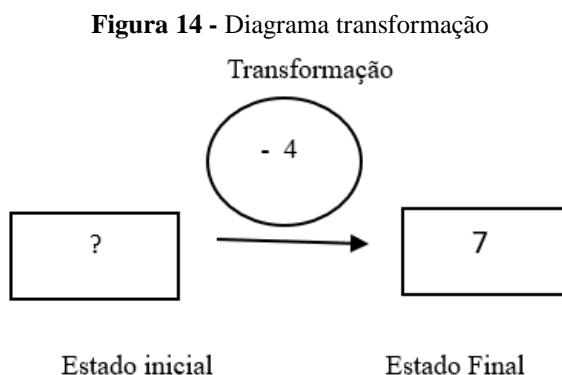 Figura 14 - Diagrama transformação
Transformação
- 4
?
7
Estado inicial
Estado Final